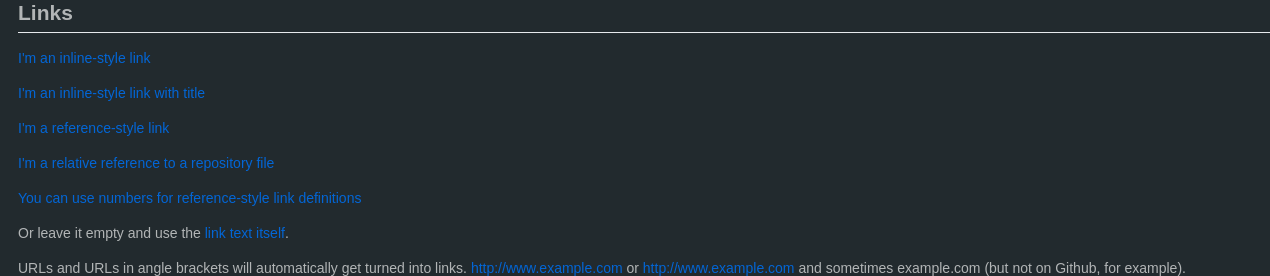 Links
I'm an inline-style link
I'm an inline-style link with title
I'm a reference-style link
I'm a relative reference to a repository file
You can use numbers for reference-style link definitions
Or leave it empty and use the link text itself.
URLs and URLs in angle brackets will automatically get turned into links. http://www.example.com or http://www.example.com and sometimes example.com (but not on Github, for example).